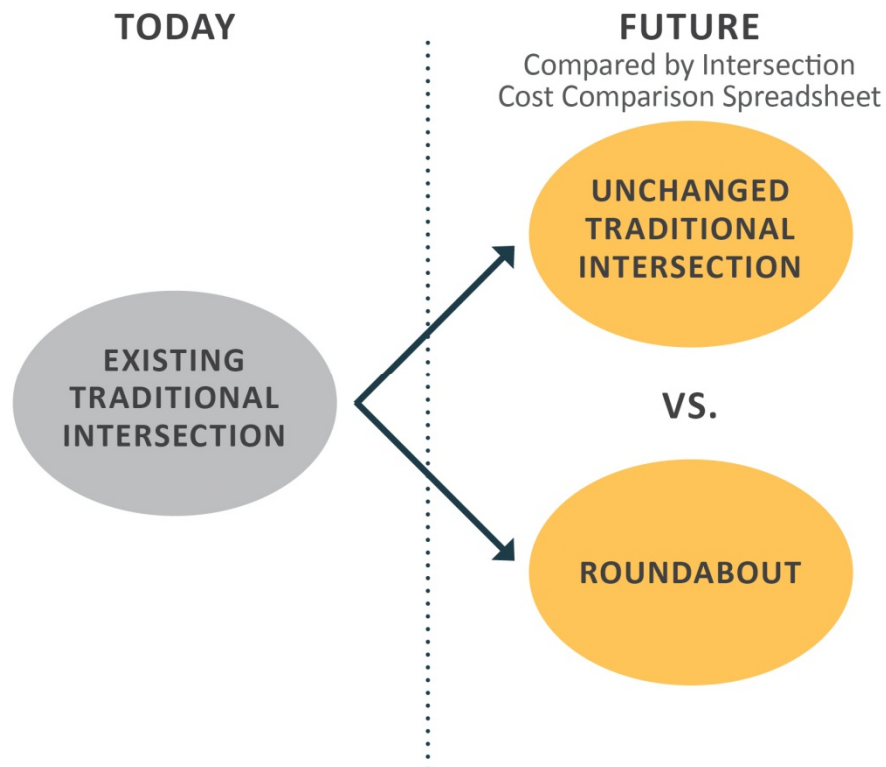 TODAY
EXISTING
TRADITIONAL
INTERSECTION
FUTURE
Compared by Intersection
Cost Comparison Spreadsheet
UNCHANGED
TRADITIONAL
INTERSECTION
VS.
ROUNDABOUT